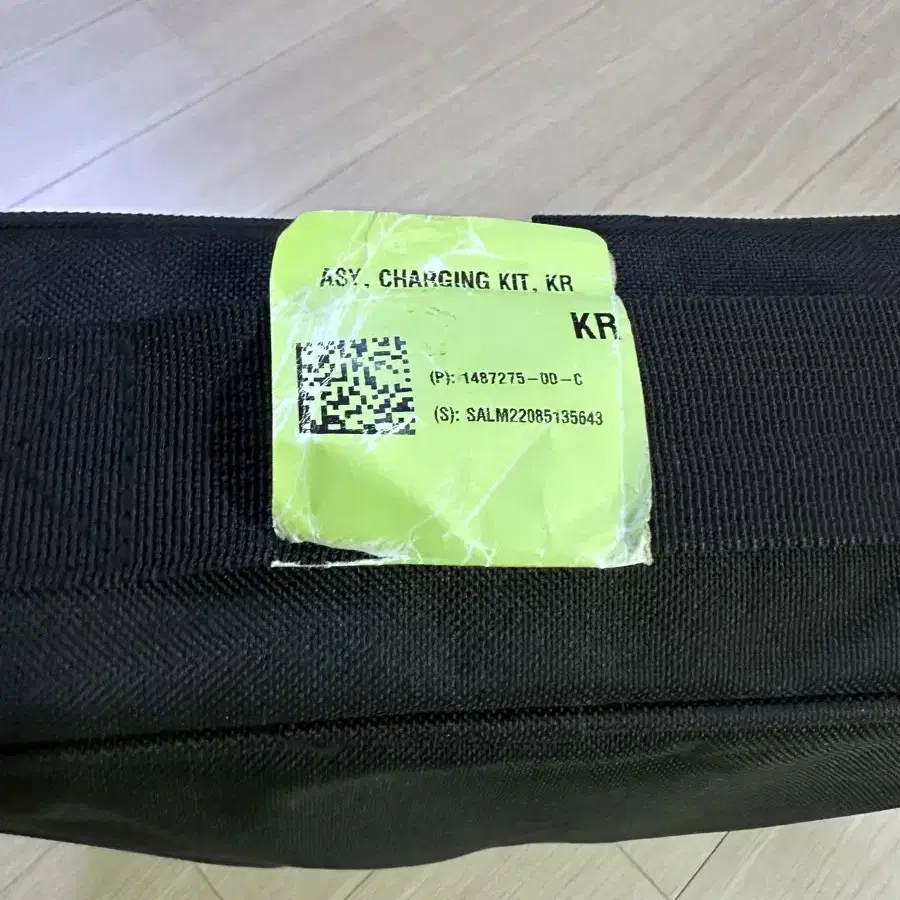 ASY, CHARGING KIT, KR
KR
(P): 1487275-00-C
(S): SALM22085135643